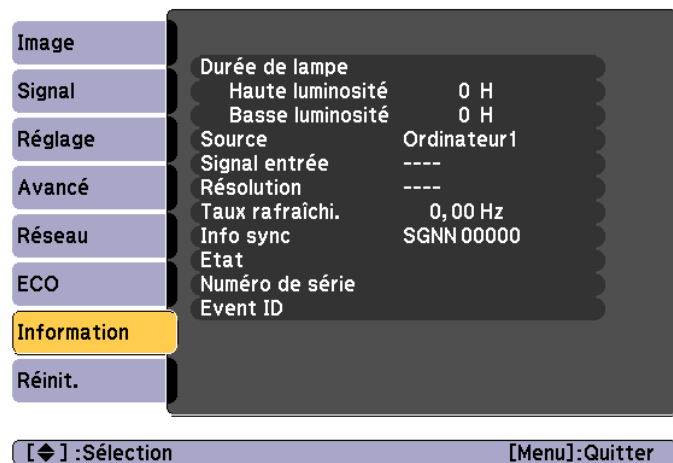 Image
Signal
Réglage
Avancé
Réseau
ECO
Information
Réinit.
Durée de lampe
Haute luminosité 0 H
Basse luminosité 0 H
Source Ordinateur1
Signal entrée ----
Résolution ----
Taux rafraîchi. 0,00 Hz
Info sync SGNN 00000
Etat
Numéro de série
Event ID
[◆] :Sélection [Menu]:Quitter